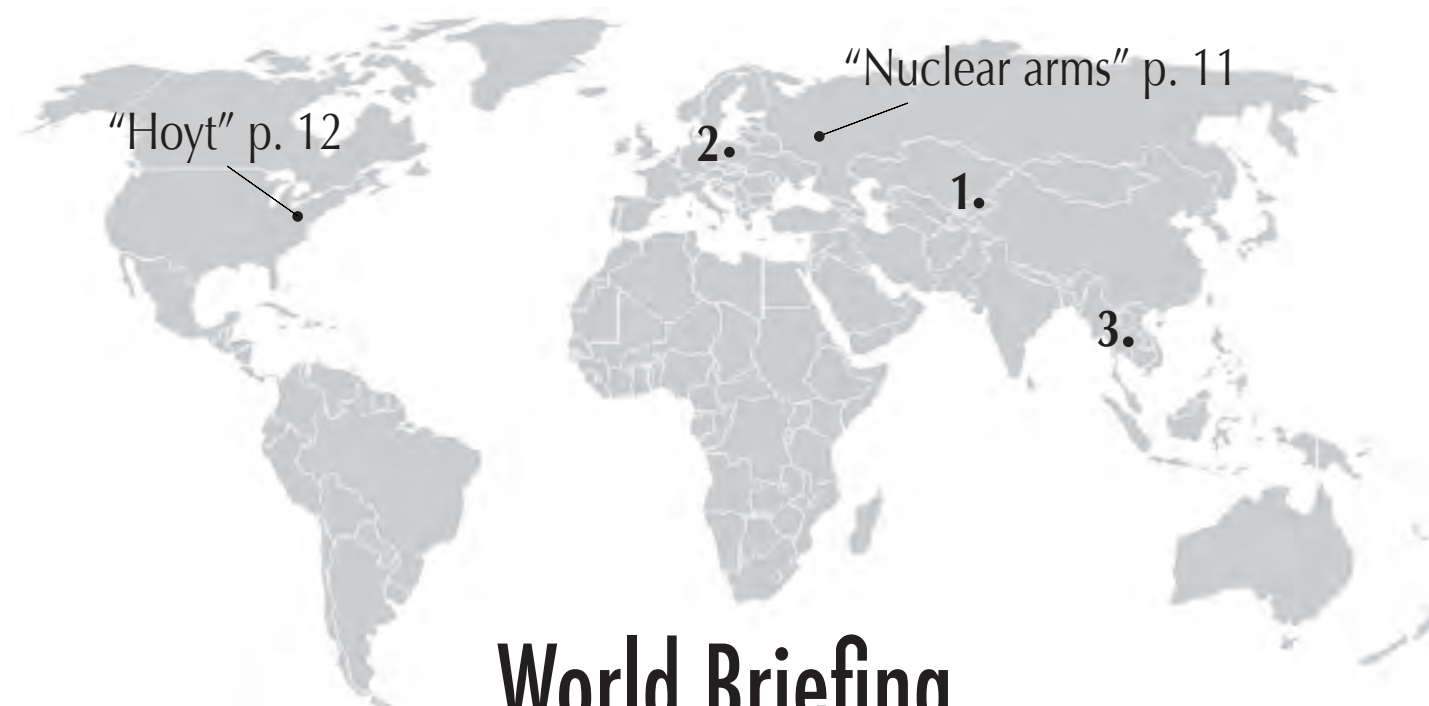 “Nuclear arms” p. 11
“Hoyt” p. 12
2.
1.
3.
World Briefing